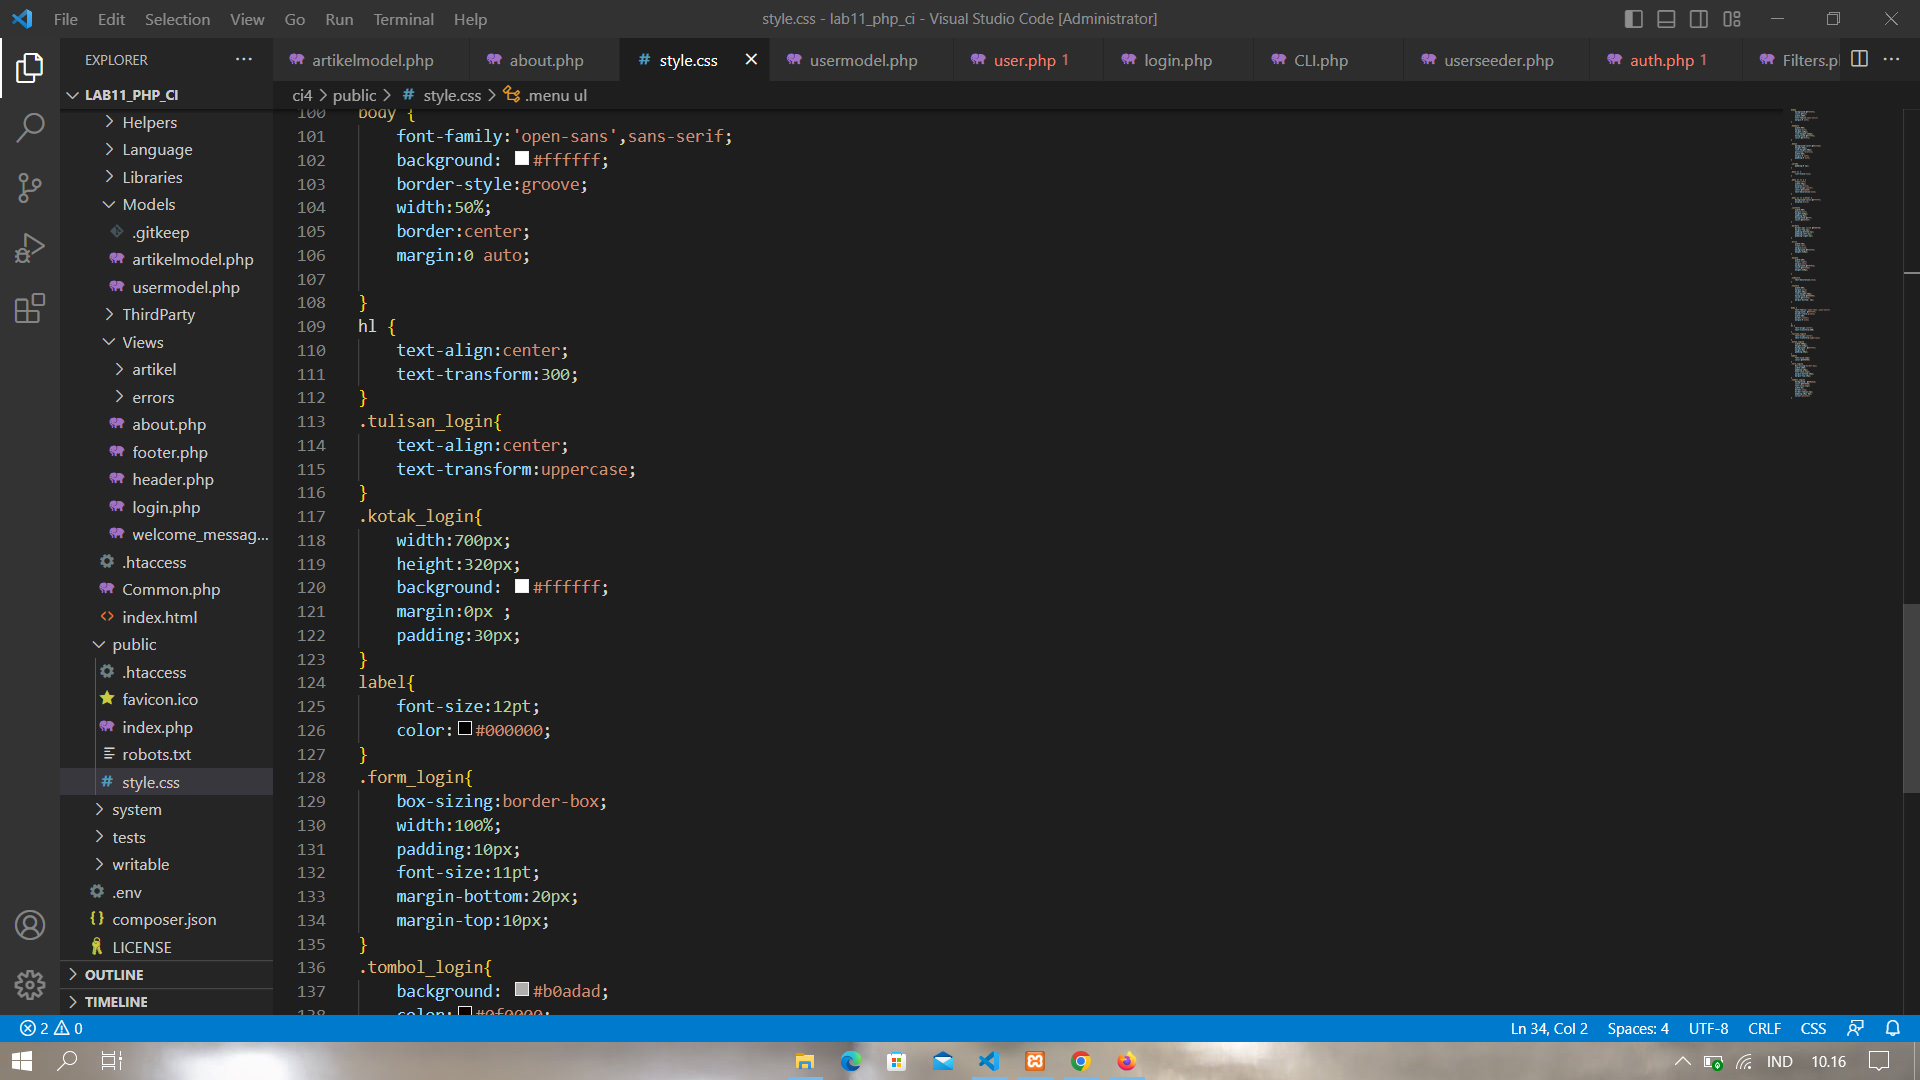 File Edit Selection View Go Run Terminal Help
style.css - lab11_php_ci - Visual Studio Code [Administrator]
EXPLORER
artikelmodel.php about.php # style.css usermodel.php user.php 1 login.php CLI.php userseeder.php auth.php 1 Filters.p
LAB11_PHP_CI
ci4 > public > # style.css > .menu ul
Helpers
Language
Libraries
Models
.gitkeep
artikelmodel.php
usermodel.php
ThirdParty
Views
artikel
errors
about.php
footer.php
header.php
login.php
welcome_messag...
.htaccess
Common.php
index.html
public
.htaccess
favicon.ico
index.php
robots.txt
# style.css
system
tests
writable
.env
composer.json
LICENSE
OUTLINE
TIMELINE
100 body {
101 font-family:'open-sans',sans-serif;
102 background: #ffffff;
103 border-style:groove;
104 width:50%;
105 border:center;
106 margin:0 auto;
107
108 }
109 hl {
110 text-align:center;
111 text-transform:300;
112 }
113 .tulisan_login{
114 text-align:center;
115 text-transform:uppercase;
116 }
117 .kotak_login{
118 width:700px;
119 height:320px;
120 background: #ffffff;
121 margin:0px ;
122 padding:30px;
123 }
124 label{
125 font-size:12pt;
126 color: #000000;
127 }
128 .form_login{
129 box-sizing:border-box;
130 width:100%;
131 padding:10px;
132 font-size:11pt;
133 margin-bottom:20px;
134 margin-top:10px;
135 }
136 .tombol_login{
137 background: #b0adad;
138 color: #0f0000;
2 0
Ln 34, Col 2 Spaces: 4 UTF-8 CRLF CSS
IND 10.16